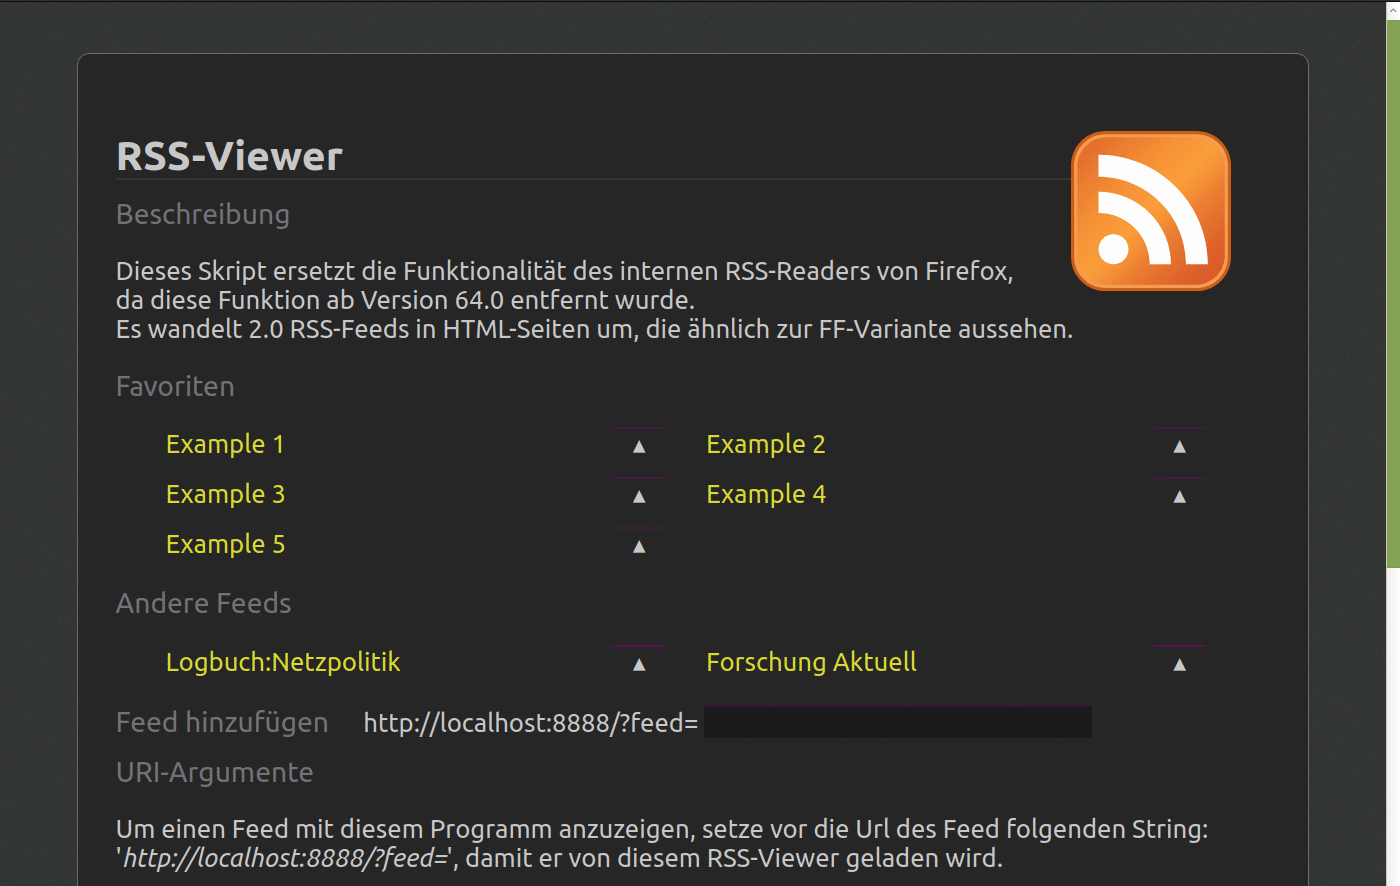 RSS-Viewer
Beschreibung
Dieses Skript ersetzt die Funktionalität des internen RSS-Readers von Firefox,
da diese Funktion ab Version 64.0 entfernt wurde.
Es wandelt 2.0 RSS-Feeds in HTML-Seiten um, die ähnlich zur FF-Variante aussehen.
Favoriten
Example 1 ▲ Example 2 ▲
Example 3 ▲ Example 4 ▲
Example 5 ▲
Andere Feeds
Logbuch:Netzpolitik ▲ Forschung Aktuell ▲
Feed hinzufügen http://localhost:8888/?feed=
URI-Argumente
Um einen Feed mit diesem Programm anzuzeigen, setze vor die Url des Feed folgenden String:
'http://localhost:8888/?feed=', damit er von diesem RSS-Viewer geladen wird.